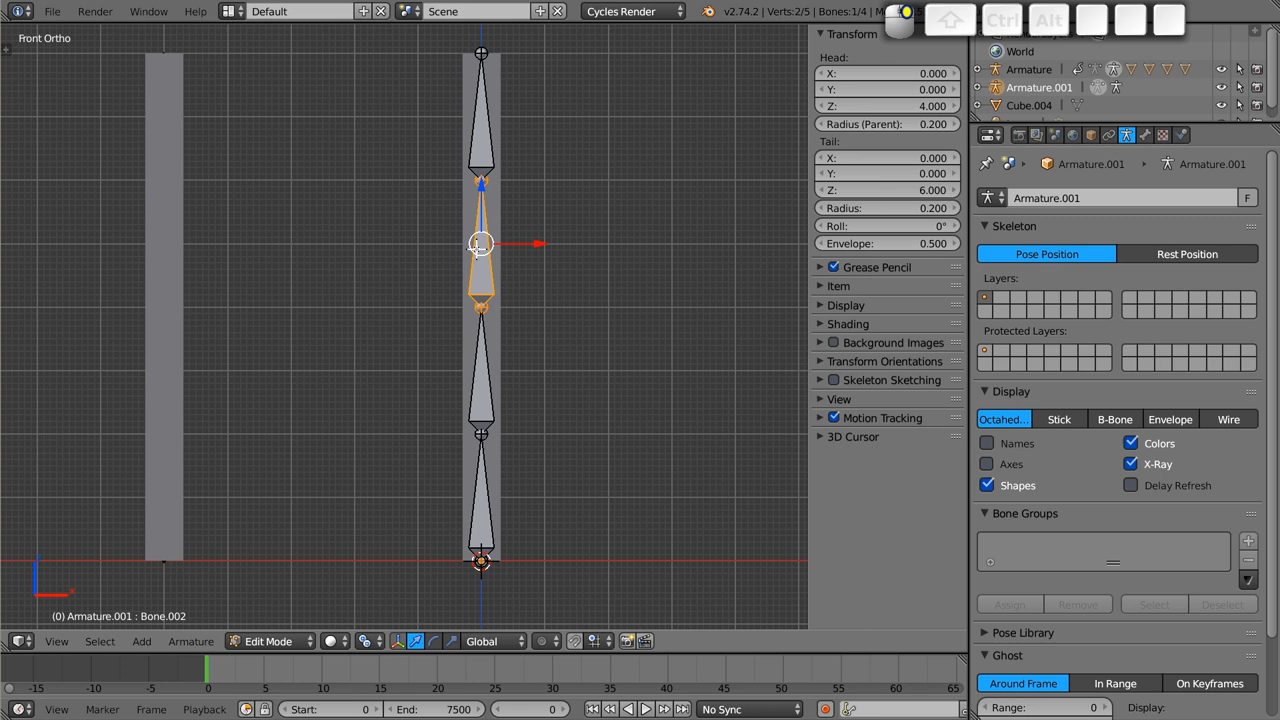 File Render Window Help Default Scene Cycles Render v2.74.2 | Verts:2/5 | Bones:1/4 |
Ctrl Alt
Front Ortho
Transform
Head:
X: 0.000
Y: 0.000
Z: 4.000
Radius (Parent): 0.200
Tail:
X: 0.000
Y: 0.000
Z: 6.000
Radius: 0.200
Roll: 0°
Envelope: 0.500
Grease Pencil
Item
Display
Shading
Background Images
Transform Orientations
Skeleton Sketching
View
Motion Tracking
3D Cursor
World
Armature
Armature.001
Cube.004
Armature.001 Armature.001
Armature.001 F
Skeleton
Pose Position Rest Position
Layers:
Protected Layers:
Display
Octahed... Stick B-Bone Envelope Wire
Names Colors
Axes X-Ray
Shapes Delay Refresh
Bone Groups
Assign Remove Select Deselect
Pose Library
Ghost
Around Frame In Range On Keyframes
Range: 0 Display:
x
(0) Armature.001 : Bone.002
View Select Add Armature Edit Mode Global
-15 -10 -5 0 5 10 15 20 25 30 35 40 45 50 55 60 65
View Marker Frame Playback Start: 0 End: 7500 0 No Sync